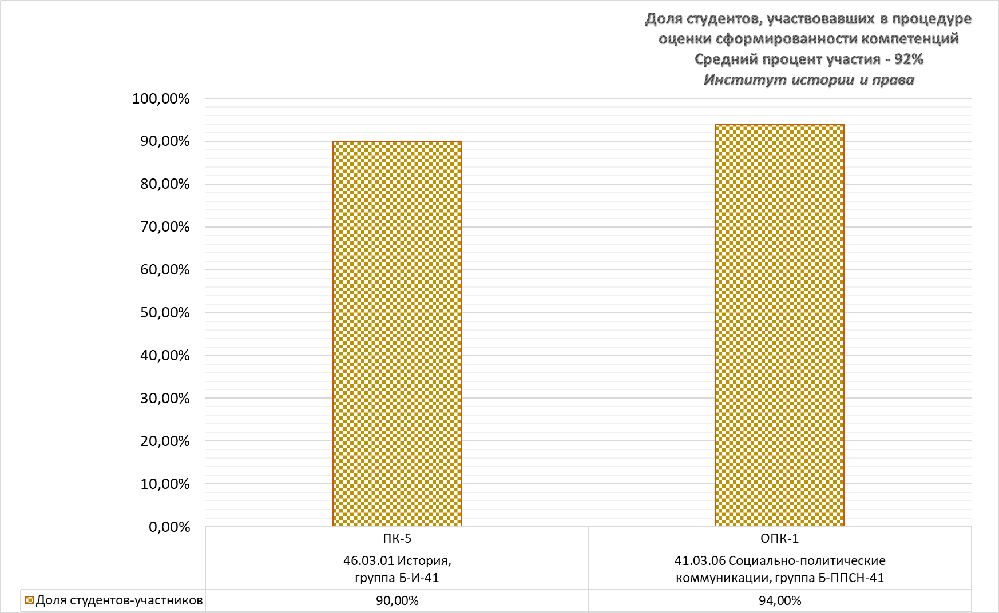 Доля студентов, участвовавших в процедуре
оценки сформированности компетенций
Средний процент участия - 92%
Институт истории и права
100,00%
90,00%
80,00%
70,00%
60,00%
50,00%
40,00%
30,00%
20,00%
10,00%
0,00%
ПК-5
46.03.01 История,
группа Б-И-41
ОПК-1
41.03.06 Социально-политические
коммуникации, группа Б-ППСН-41
Доля студентов-участников
90,00%
94,00%